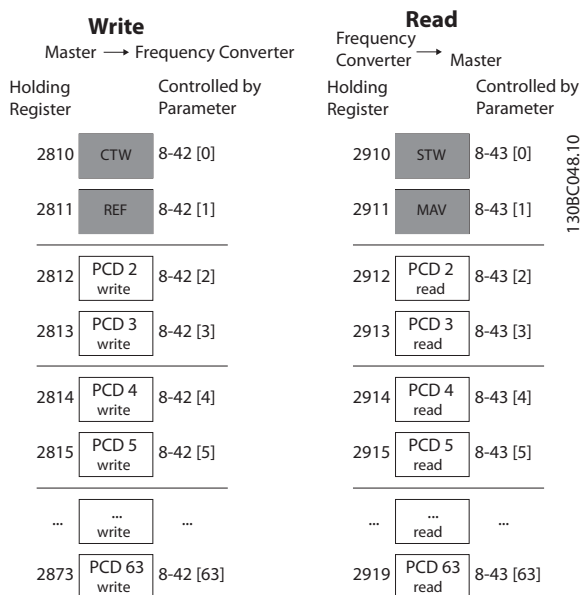 Write
Master → Frequency Converter
Holding Register
Controlled by Parameter
2810 CTW 8-42 [0]
2811 REF 8-42 [1]
2812 PCD 2 write 8-42 [2]
2813 PCD 3 write 8-42 [3]
2814 PCD 4 write 8-42 [4]
2815 PCD 5 write 8-42 [5]
... ... write ...
2873 PCD 63 write 8-42 [63]
Read
Frequency Converter → Master
Holding Register
Controlled by Parameter
2910 STW 8-43 [0]
2911 MAV 8-43 [1]
2912 PCD 2 read 8-43 [2]
2913 PCD 3 read 8-43 [3]
2914 PCD 4 read 8-43 [4]
2915 PCD 5 read 8-43 [5]
... ... read ...
2919 PCD 63 read 8-43 [63]
130BC048.10